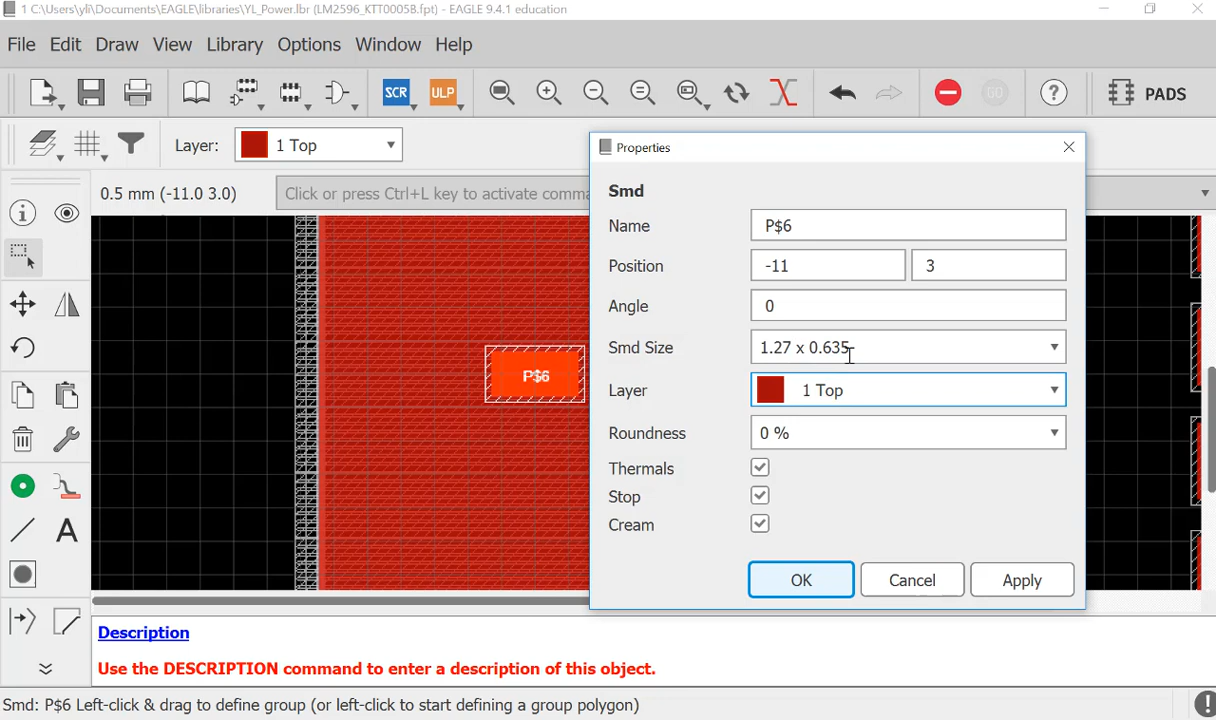 1 C:\Users\yli\Documents\EAGLE\libraries\YL_Power.lbr (LM2596_KTT0005B.fpt) - EAGLE 9.4.1 education
File Edit Draw View Library Options Window Help
SCR ULP PADS
Layer: 1 Top
Properties
0.5 mm (-11.0 3.0) Click or press Ctrl+L key to activate comma
Smd
Name P$6
Position -11 3
Angle 0
Smd Size 1.27 x 0.635
Layer 1 Top
Roundness 0 %
Thermals
Stop
Cream
OK Cancel Apply
P$6
Description
Use the DESCRIPTION command to enter a description of this object.
Smd: P$6 Left-click & drag to define group (or left-click to start defining a group polygon)